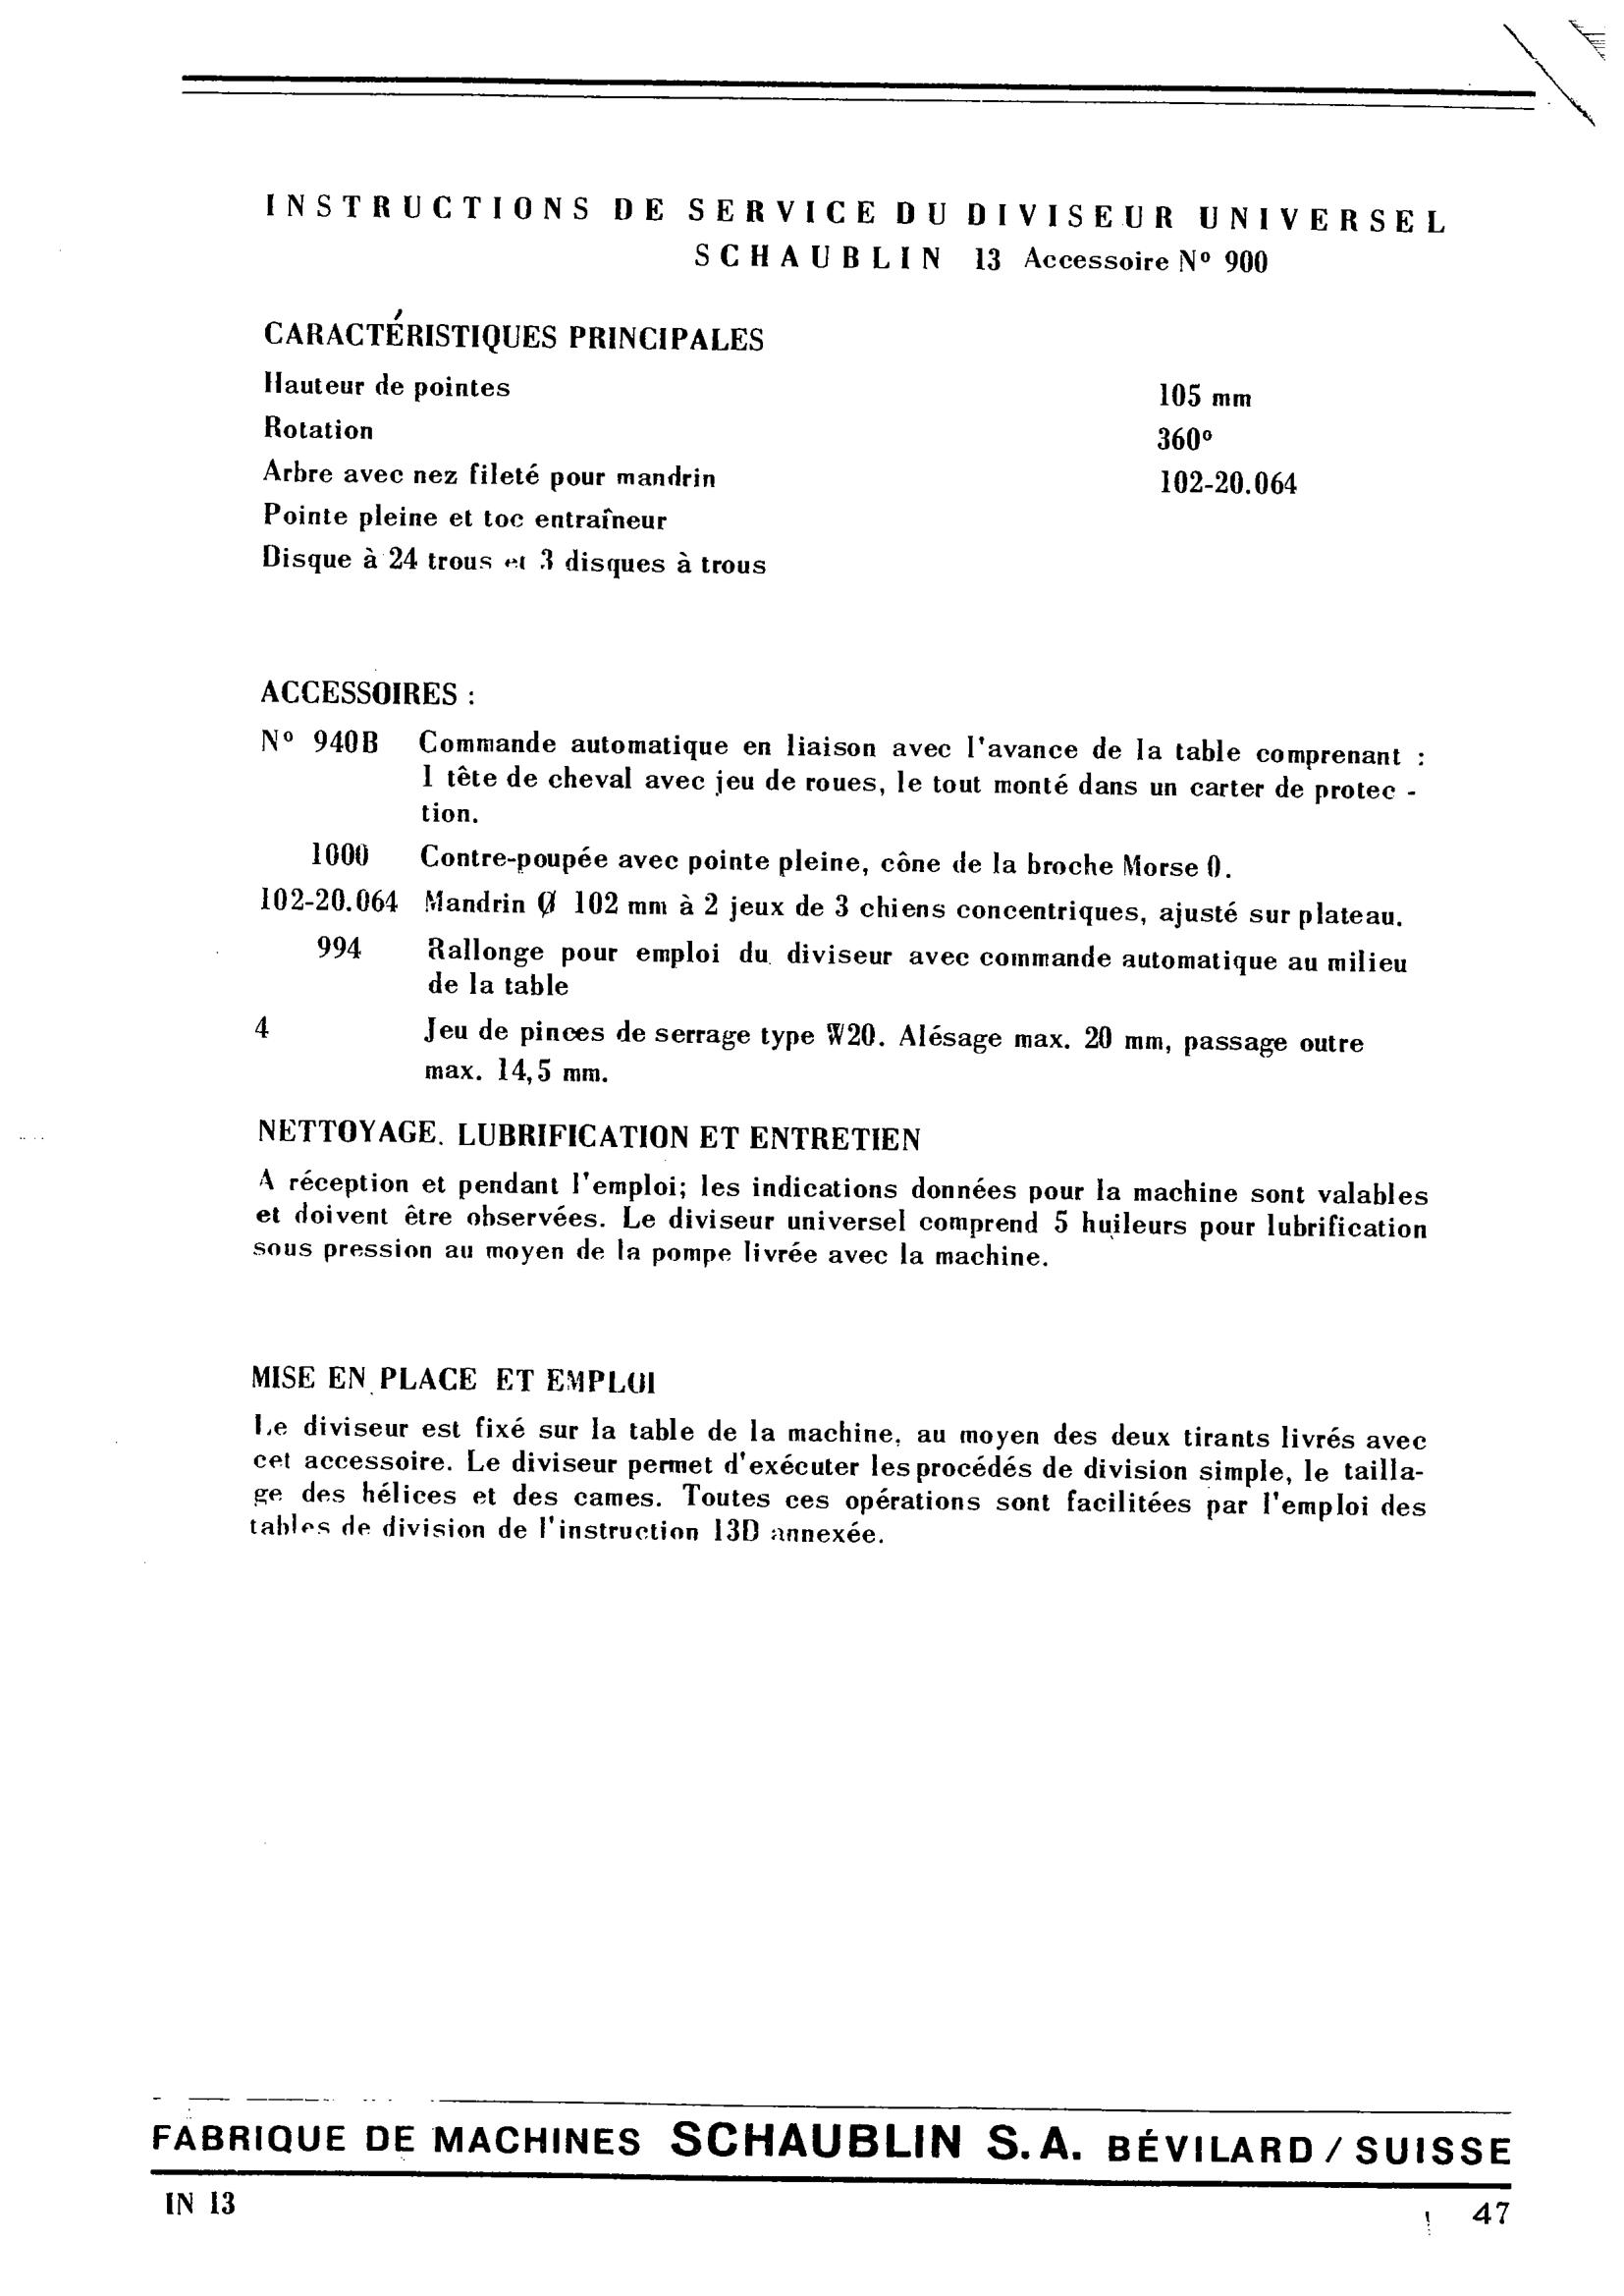 INSTRUCTIONS DE SERVICE DU DIVISEUR UNIVERSEL
SCHAUBLIN 13 Accessoire Nº 900
CARACTÉRISTIQUES PRINCIPALES
Hauteur de pointes 105 mm
Rotation 360º
Arbre avec nez fileté pour mandrin 102-20.064
Pointe pleine et toc entraîneur
Disque à 24 trous et 3 disques à trous
ACCESSOIRES :
Nº 940B Commande automatique en liaison avec l'avance de la table comprenant :
1 tête de cheval avec jeu de roues, le tout monté dans un carter de protec -
tion.
1000 Contre-poupée avec pointe pleine, cône de la broche Morse 0.
102-20.064 Mandrin Ø 102 mm à 2 jeux de 3 chiens concentriques, ajusté sur plateau.
994 Rallonge pour emploi du diviseur avec commande automatique au milieu
de la table
4 Jeu de pinces de serrage type W20. Alésage max. 20 mm, passage outre
max. 14,5 mm.
NETTOYAGE. LUBRIFICATION ET ENTRETIEN
A réception et pendant l'emploi; les indications données pour la machine sont valables
et doivent être observées. Le diviseur universel comprend 5 huileurs pour lubrification
sous pression au moyen de la pompe livrée avec la machine.
MISE EN PLACE ET EMPLOI
Le diviseur est fixé sur la table de la machine, au moyen des deux tirants livrés avec
cet accessoire. Le diviseur permet d'exécuter les procédés de division simple, le tailla-
ge des hélices et des cames. Toutes ces opérations sont facilitées par l'emploi des
tables de division de l'instruction 13D annexée.
FABRIQUE DE MACHINES SCHAUBLIN S.A. BÉVILARD / SUISSE
IN 13 47